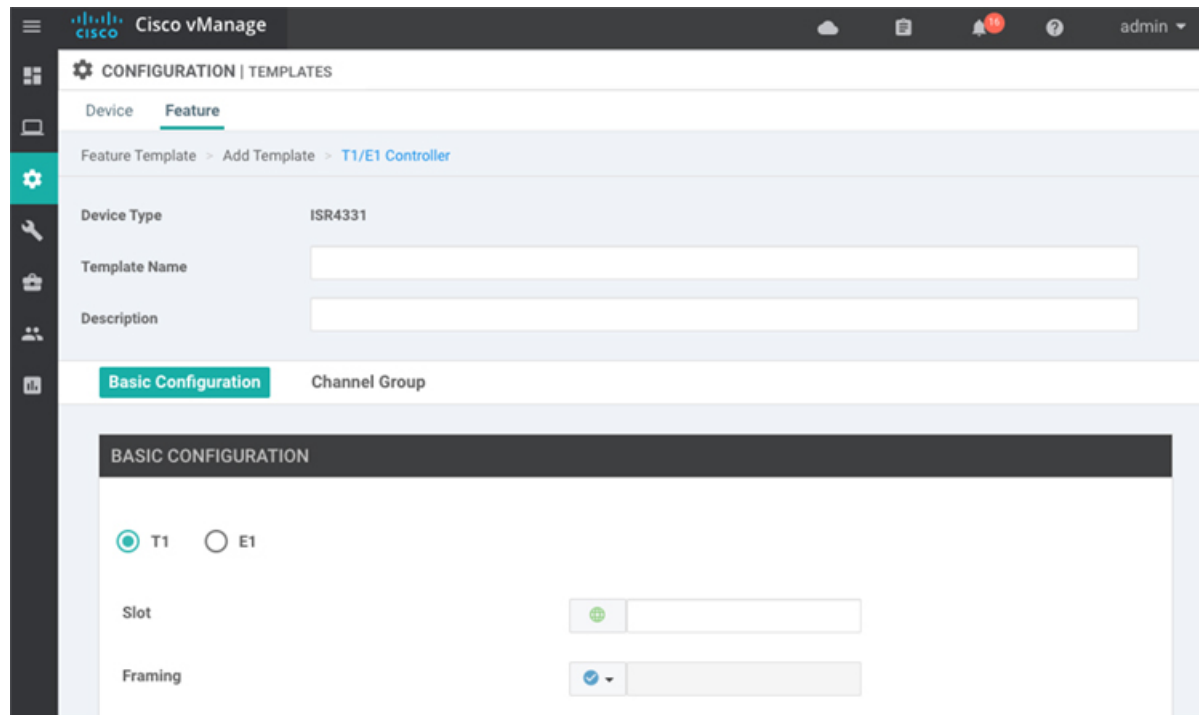 cisco Cisco vManage 16 admin
CONFIGURATION | TEMPLATES
Device Feature
Feature Template > Add Template > T1/E1 Controller
Device Type ISR4331
Template Name
Description
Basic Configuration Channel Group
BASIC CONFIGURATION
T1 E1
Slot
Framing